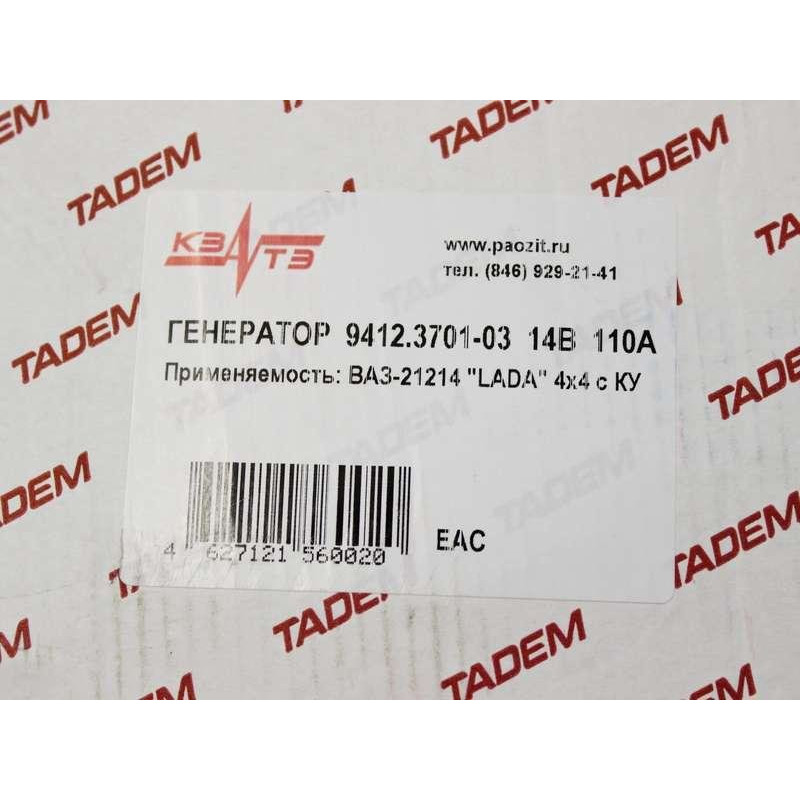 TADEM
TADEM
TADEM
TADEM
КЗАТЭ
www.paozit.ru
тел. (846) 929-21-41
ГЕНЕРАТОР 9412.3701-03 14В 110А
Применяемость: ВАЗ-21214 "LADA" 4х4 с КУ
4 627121 560020
EAC
TADEM
TADEM
TADEM
TADEM
TADEM
TADEM
TADEM